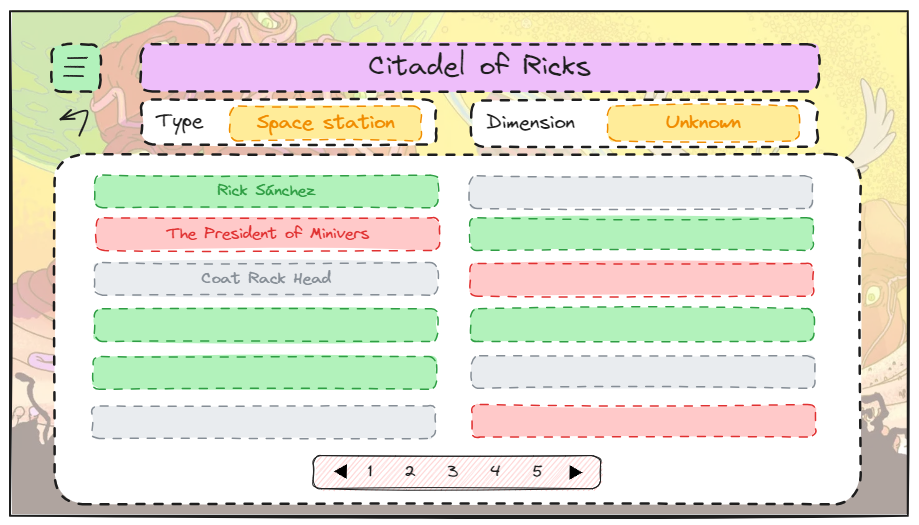 Citadel of Ricks
Type Space station Dimension Unknown
Rick Sánchez
The President of Minivers
Coat Rack Head
◀ 1 2 3 4 5 ▶